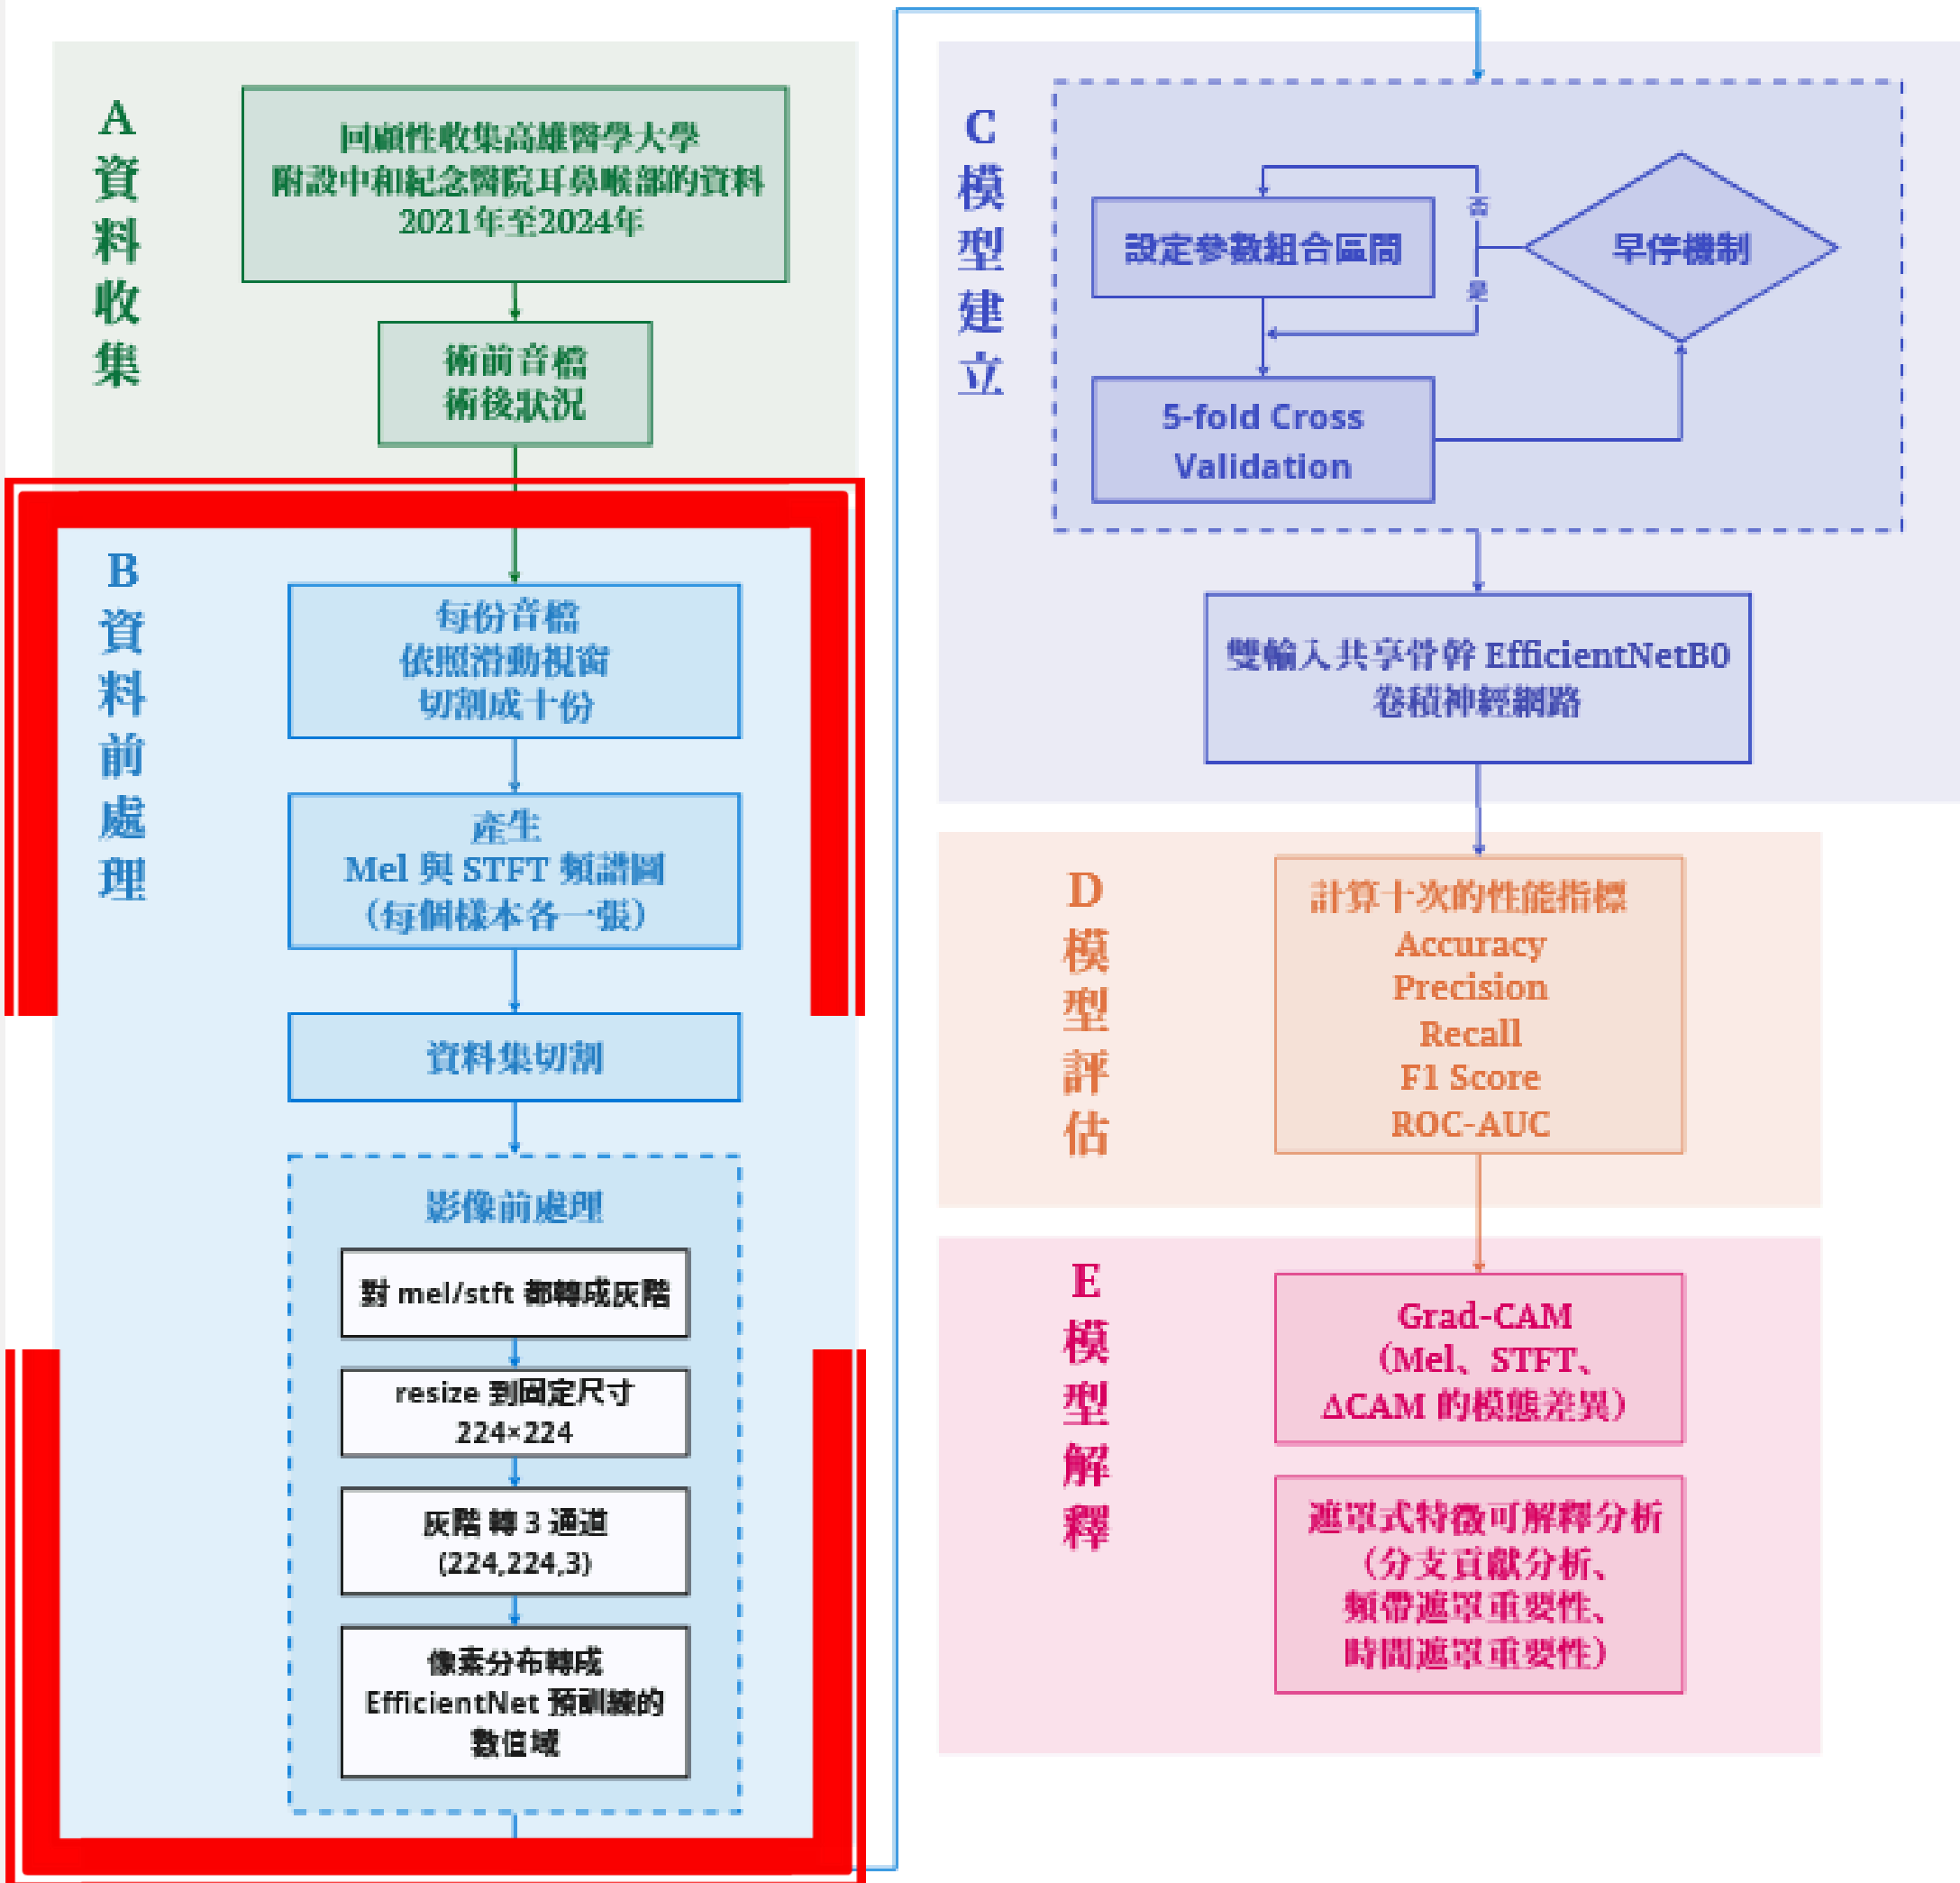 A
資
料
收
集
回顧性收集高雄醫學大學
附設中和紀念醫院耳鼻喉部的資料
2021年至2024年
術前音檔
術後狀況
B
資
料
前
處
理
每份音檔
依照滑動視窗
切割成十份
產生
Mel 與 STFT 頻譜圖
（每個樣本各一張）
資料集切割
影像前處理
對 mel/stft 都轉成灰階
resize 到固定尺寸
224×224
灰階 轉 3 通道
(224,224,3)
像素分布轉成
EfficientNet 預訓練的
數值域
C
模
型
建
立
設定參數組合區間
否
是
早停機制
5-fold Cross
Validation
雙輸入共享骨幹 EfficientNetB0
卷積神經網路
D
模
型
評
估
計算十次的性能指標
Accuracy
Precision
Recall
F1 Score
ROC-AUC
E
模
型
解
釋
Grad-CAM
（Mel、STFT、
ΔCAM 的模態差異）
遮罩式特徵可解釋分析
（分支貢獻分析、
頻帶遮罩重要性、
時間遮罩重要性）